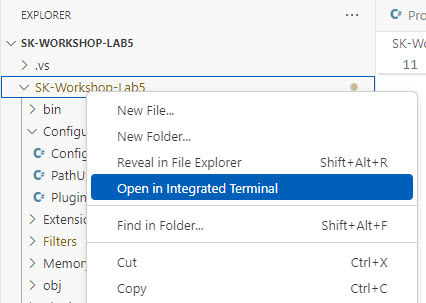 EXPLORER
SK-WORKSHOP-LAB5
.vs
SK-Workshop-Lab5
bin
Configu
C# Config
C# PathU
C# Plugin
Extensio
Filters
Memory
obj
New File...
New Folder...
Reveal in File Explorer Shift+Alt+R
Open in Integrated Terminal
Find in Folder... Shift+Alt+F
Cut Ctrl+X
Copy Ctrl+C
C# Pro
SK-Wo
11